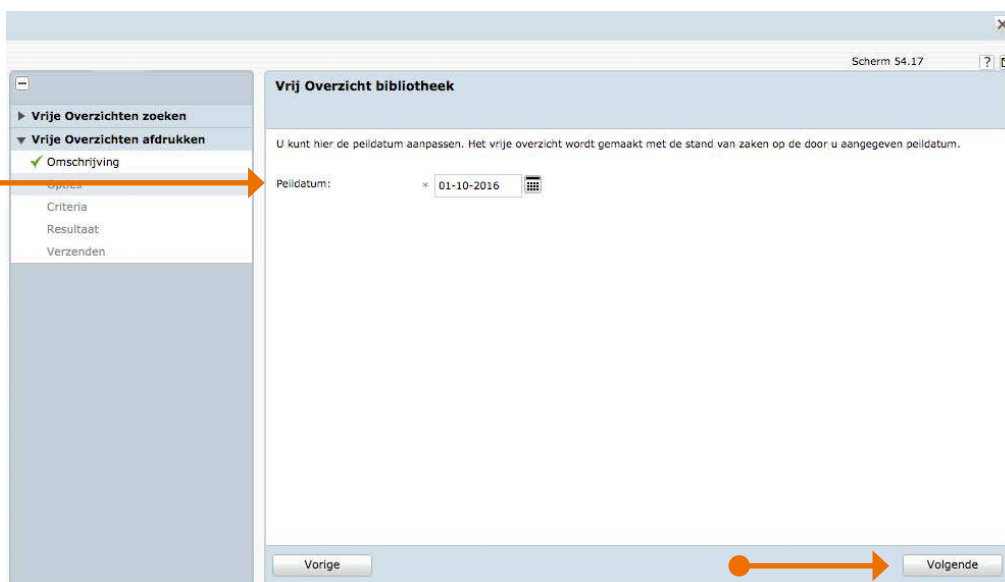 Scherm 54.17
?
Vrij Overzicht bibliotheek
Vrije Overzichten zoeken
Vrije Overzichten afdrukken
Omschrijving
Opties
Criteria
Resultaat
Verzenden
U kunt hier de peildatum aanpassen. Het vrije overzicht wordt gemaakt met de stand van zaken op de door u aangegeven peildatum.
Peildatum: * 01-10-2016
Vorige
Volgende